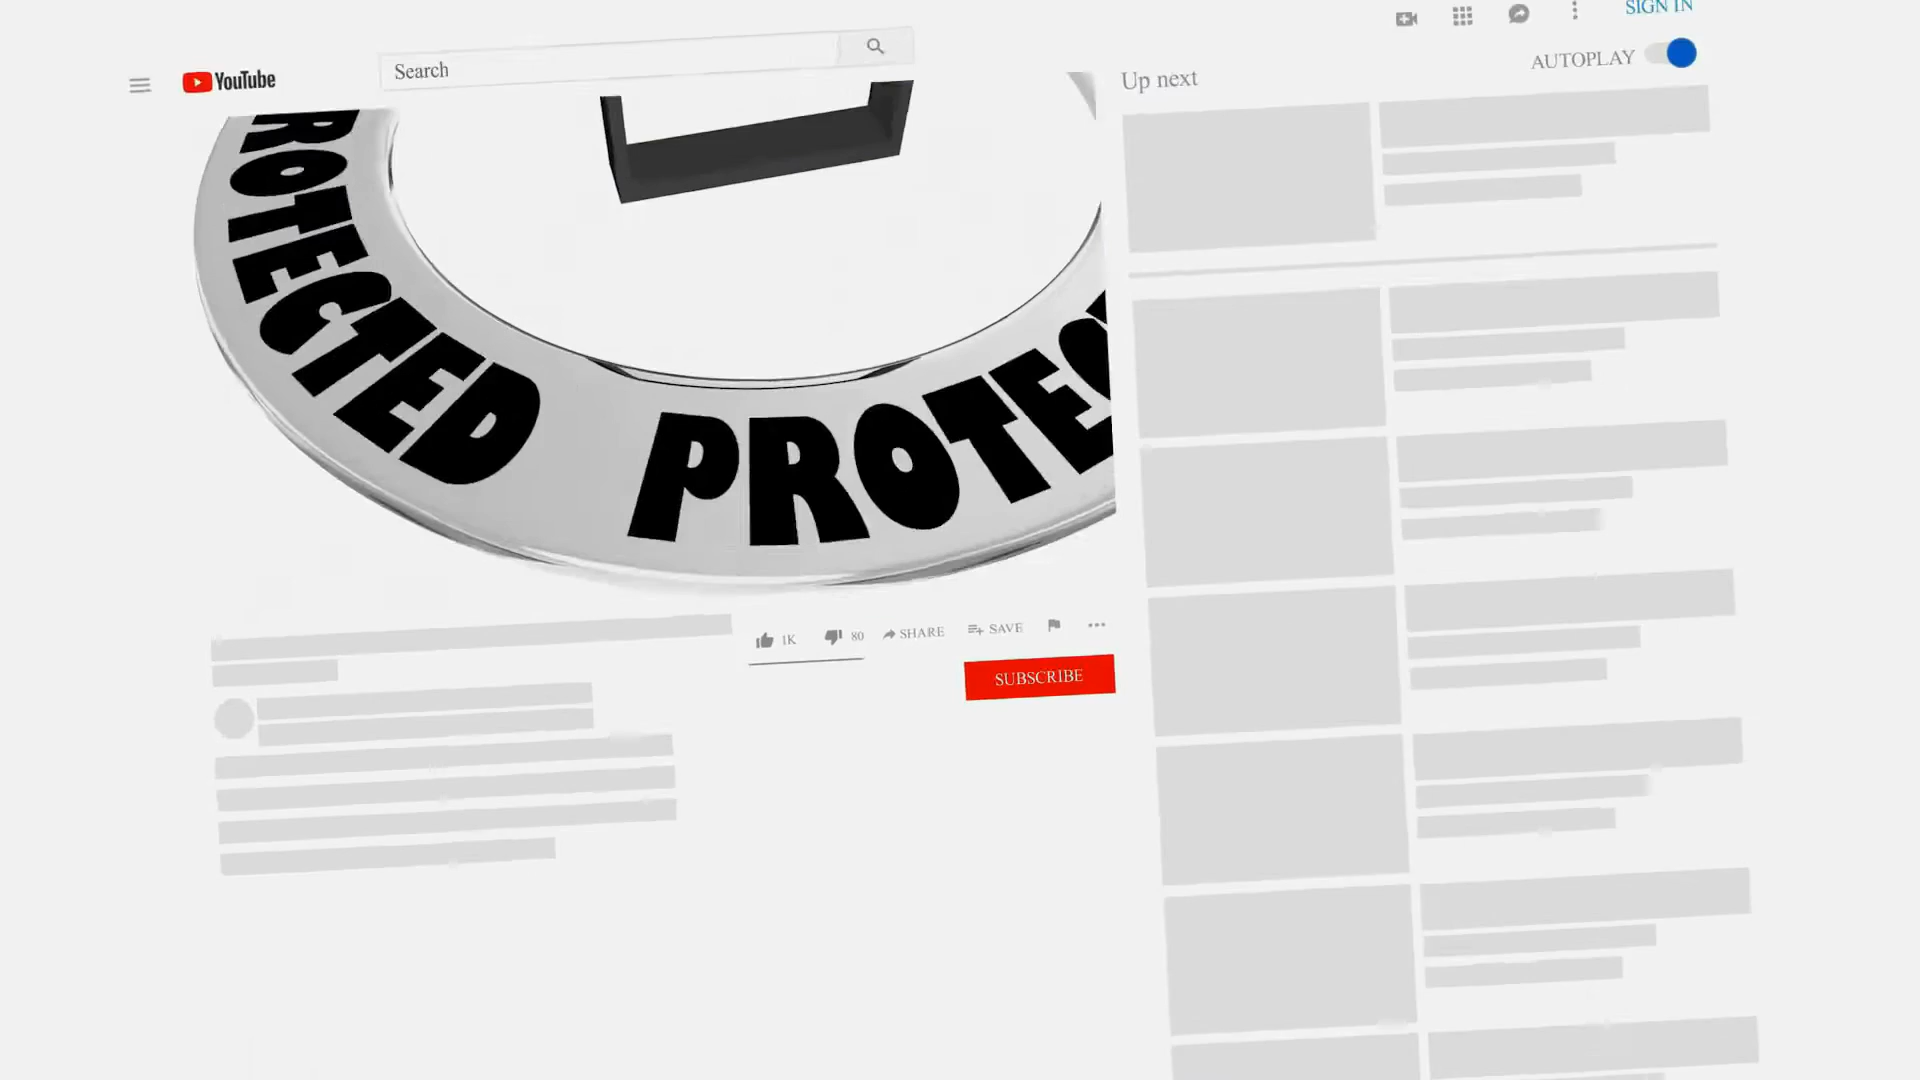 SIGN IN
YouTube
Search
AUTOPLAY
Up next
ROTECTED PROTEC
1K
80
SHARE
SAVE
SUBSCRIBE